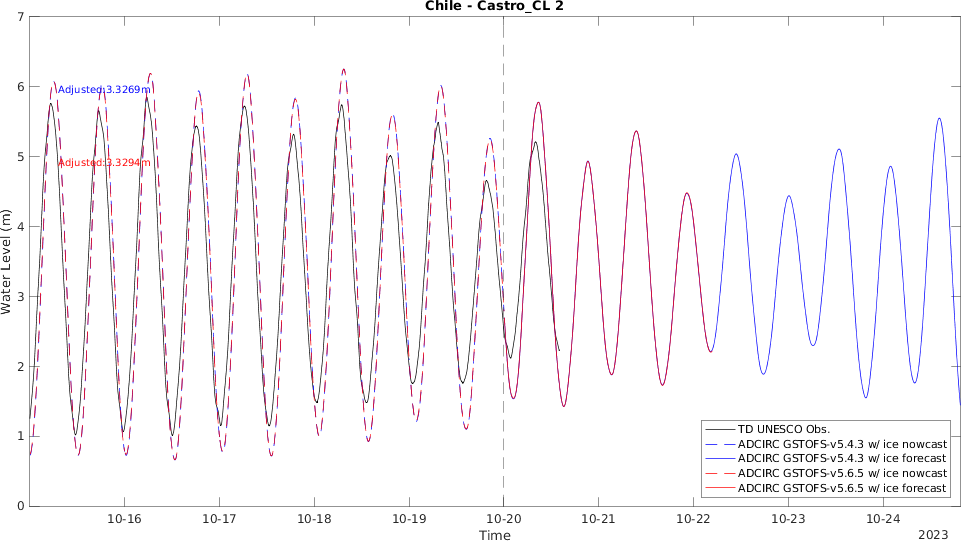 Chile - Castro_CL 2
7
6
5
4
3
2
1
0
Water Level (m)
Adjusted:3.3269m
Adjusted:3.3294m
TD UNESCO Obs.
ADCIRC GSTOFS-v5.4.3 w/ ice nowcast
ADCIRC GSTOFS-v5.4.3 w/ ice forecast
ADCIRC GSTOFS-v5.6.5 w/ ice nowcast
ADCIRC GSTOFS-v5.6.5 w/ ice forecast
10-16 10-17 10-18 10-19 10-20 10-21 10-22 10-23 10-24
Time
2023